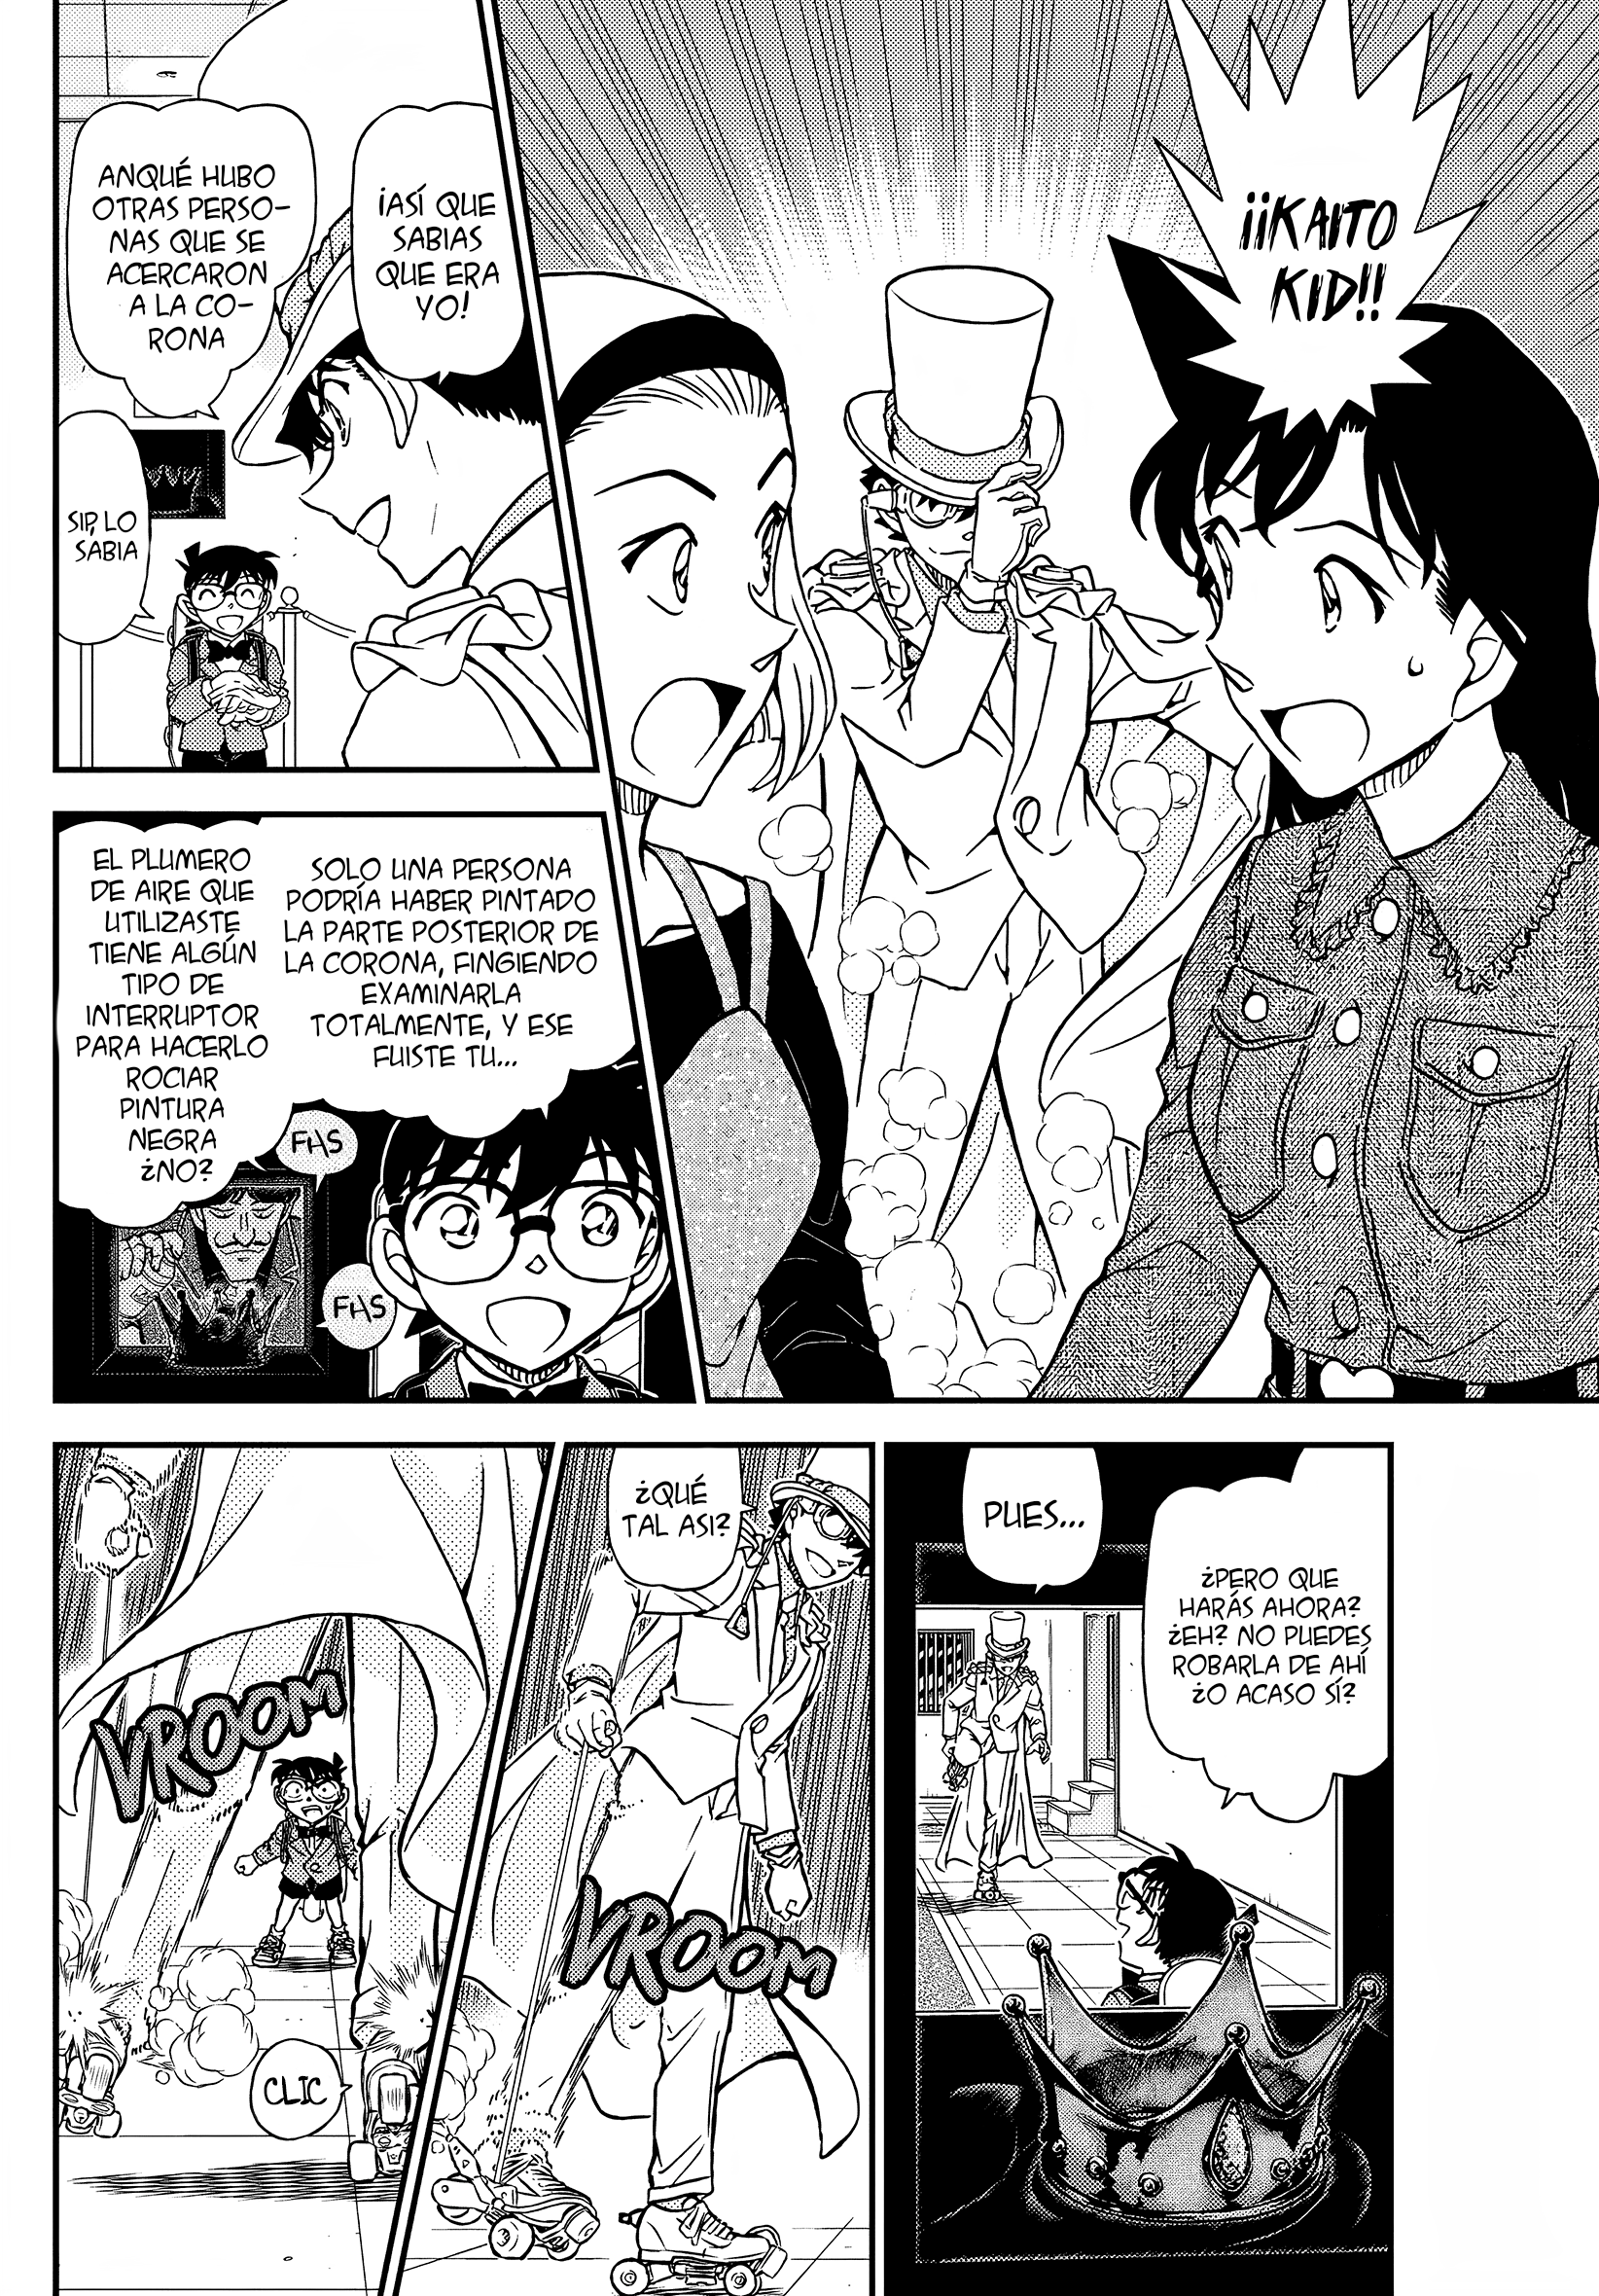 ¡¡KAITO
KID!!
¡ASÍ QUE
SABIAS
QUE ERA
YO!
ANQUÉ HUBO
OTRAS PERSO-
NAS QUE SE
ACERCARON
A LA CO-
RONA
SIP, LO
SABIA
SOLO UNA PERSONA
PODRÍA HABER PINTADO
LA PARTE POSTERIOR DE
LA CORONA, FINGIENDO
EXAMINARLA
TOTALMENTE, Y ESE
FUISTE TU...
EL PLUMERO
DE AIRE QUE
UTILIZASTE
TIENE ALGÚN
TIPO DE
INTERRUPTOR
PARA HACERLO
ROCIAR
PINTURA
NEGRA
¿NO?
FHS
FHS
¿PERO QUE
HARÁS AHORA?
¿EH? NO PUEDES
ROBARLA DE AHÍ
¿O ACASO SÍ?
PUES...
¿QUÉ
TAL ASI?
VROOM
VROOM
CLIC